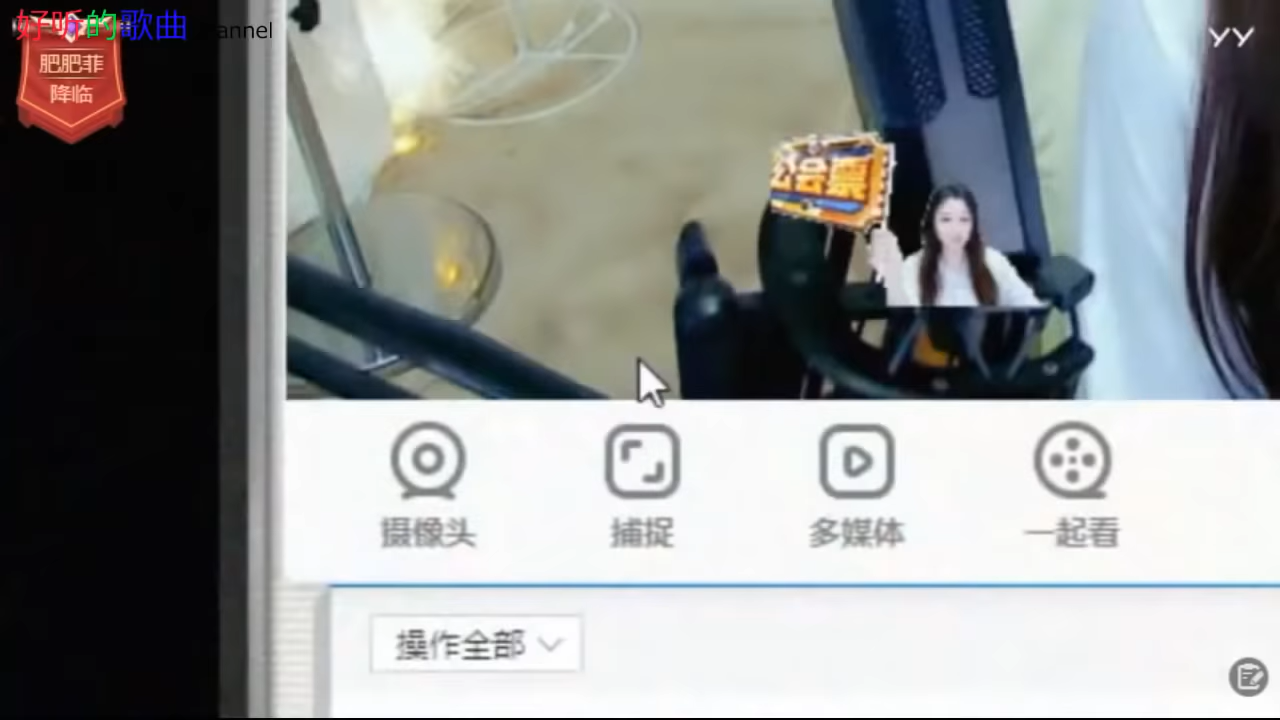 好听的歌曲 channel
肥肥菲
降临
YY
公会票
摄像头
捕捉
多媒体
一起看
操作全部